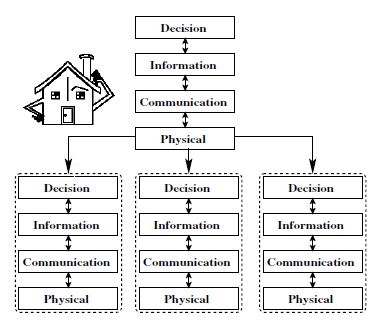 Decision
Information
Communication
Physical
Decision Decision Decision
Information Information Information
Communication Communication Communication
Physical Physical Physical